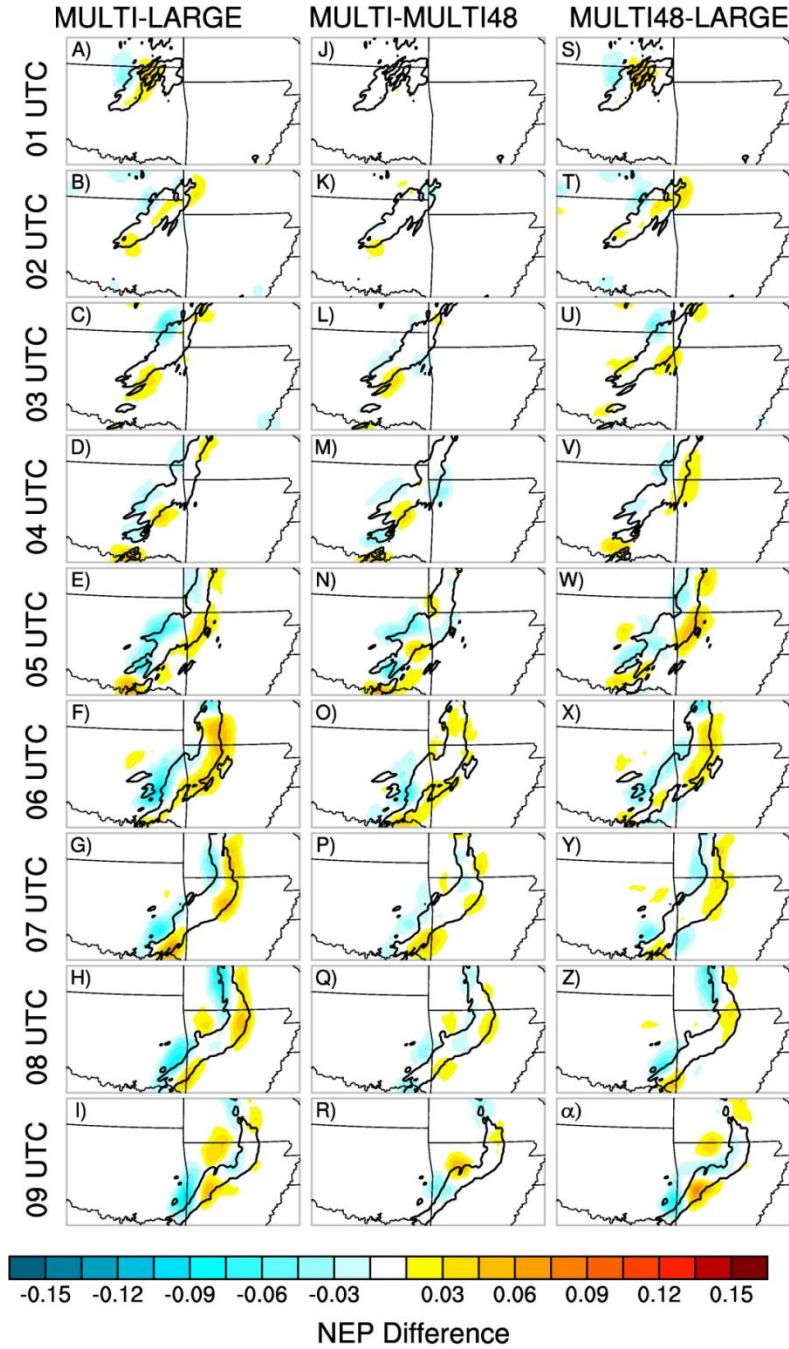 MULTI-LARGE MULTI-MULTI48 MULTI48-LARGE
01 UTC A) J) S)
02 UTC B) K) T)
03 UTC C) L) U)
04 UTC D) M) V)
05 UTC E) N) W)
06 UTC F) O) X)
07 UTC G) P) Y)
08 UTC H) Q) Z)
09 UTC I) R) α)
-0.15 -0.12 -0.09 -0.06 -0.03 0.03 0.06 0.09 0.12 0.15
NEP Difference